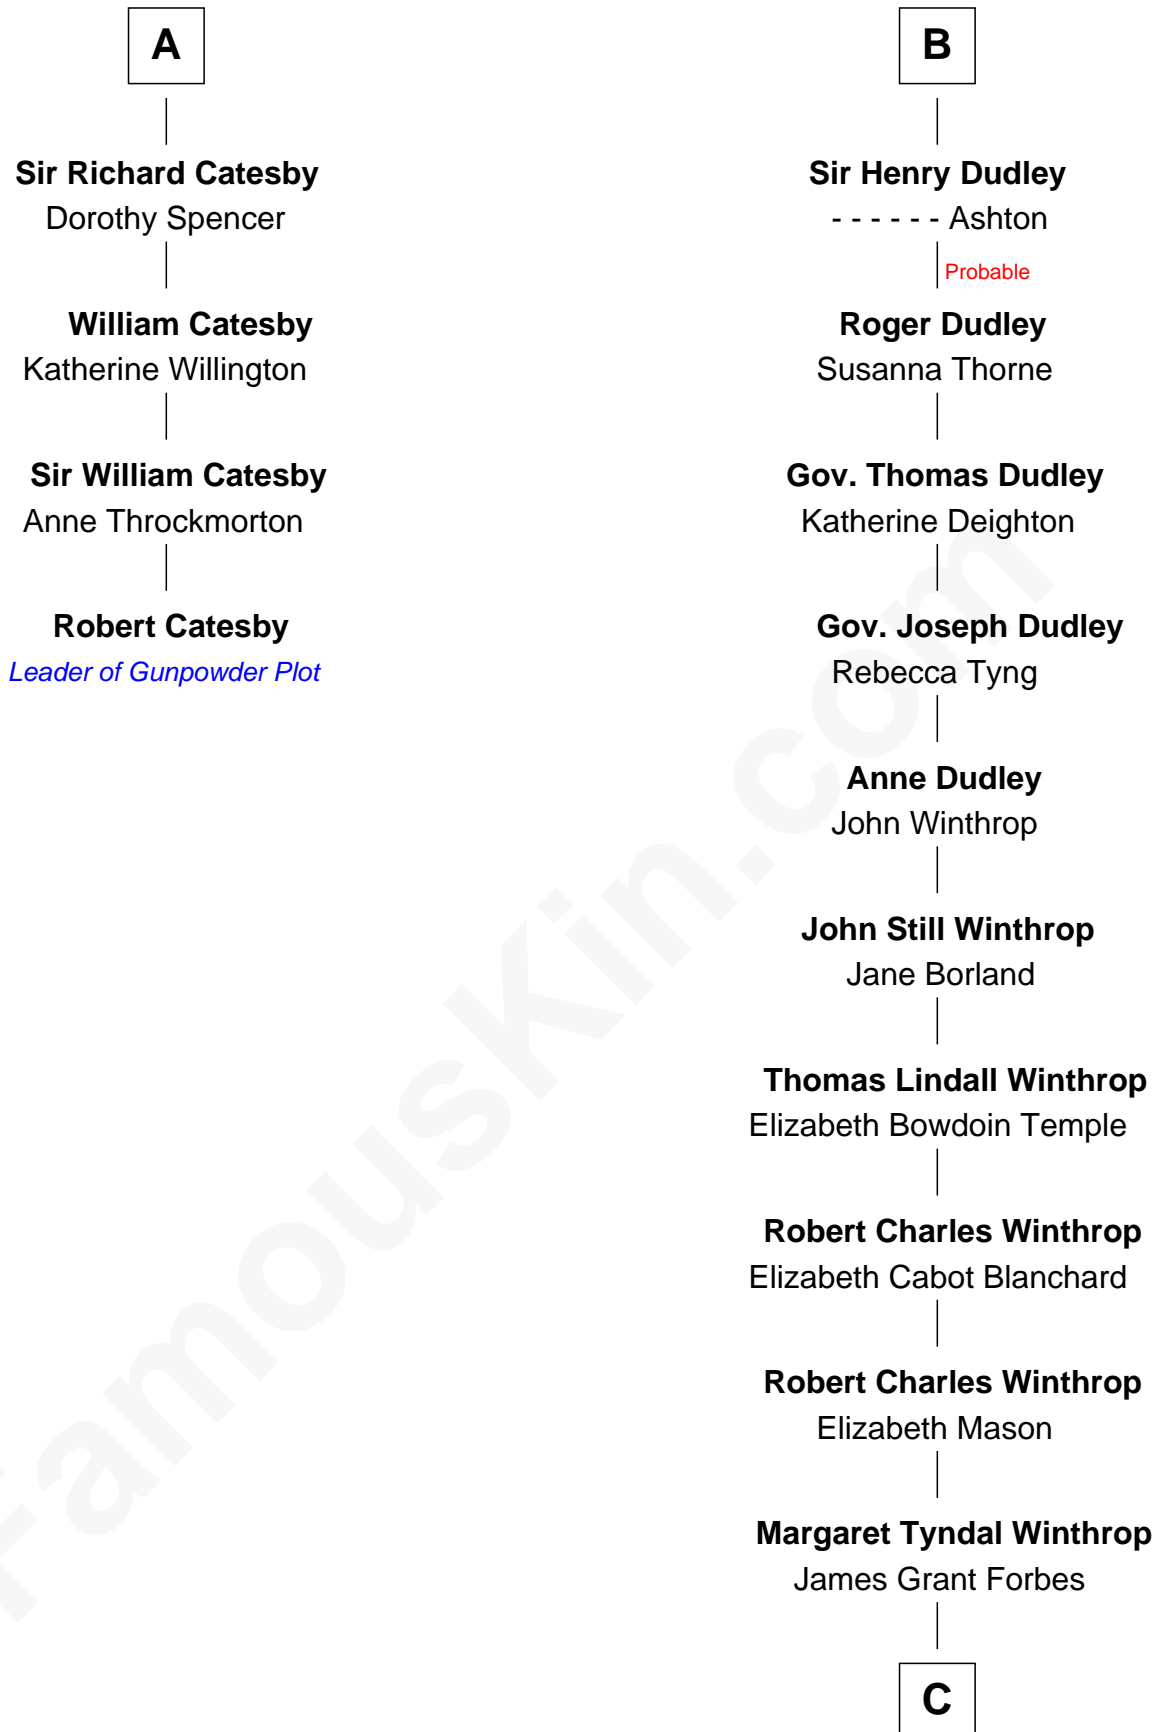 A
Sir Richard Catesby
Dorothy Spencer
William Catesby
Katherine Willington
Sir William Catesby
Anne Throckmorton
Robert Catesby
Leader of Gunpowder Plot
B
Sir Henry Dudley
- - - - - - Ashton
Probable
Roger Dudley
Susanna Thorne
Gov. Thomas Dudley
Katherine Deighton
Gov. Joseph Dudley
Rebecca Tyng
Anne Dudley
John Winthrop
John Still Winthrop
Jane Borland
Thomas Lindall Winthrop
Elizabeth Bowdoin Temple
Robert Charles Winthrop
Elizabeth Cabot Blanchard
Robert Charles Winthrop
Elizabeth Mason
Margaret Tyndal Winthrop
James Grant Forbes
C
FamousKin.com